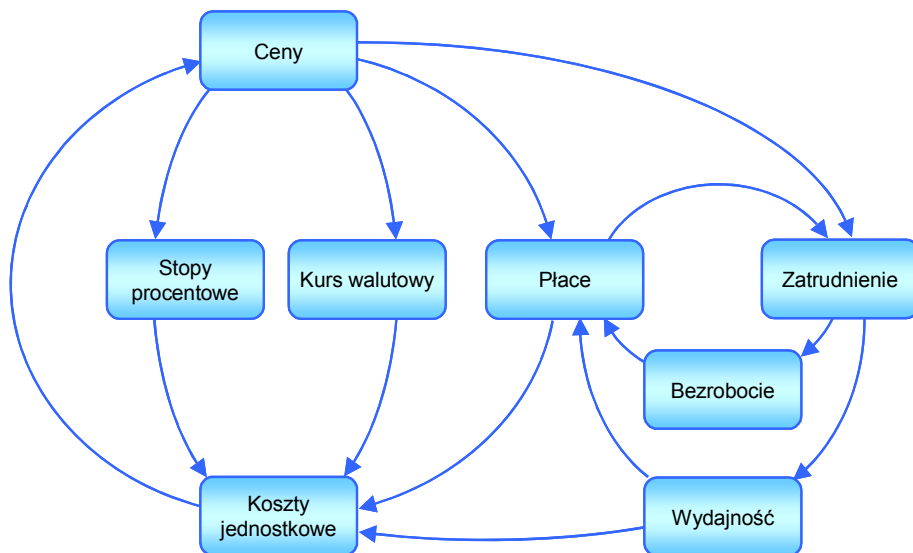 Ceny
Stopy
procentowe
Kurs walutowy
Płace
Zatrudnienie
Bezrobocie
Koszty
jednostkowe
Wydajność